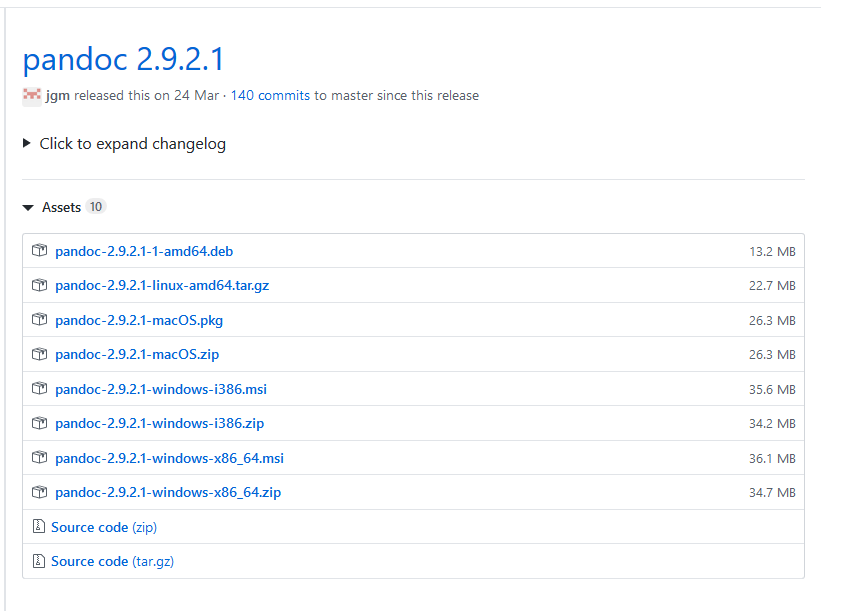 pandoc 2.9.2.1
jgm released this on 24 Mar · 140 commits to master since this release
Click to expand changelog
Assets 10
pandoc-2.9.2.1-1-amd64.deb 13.2 MB
pandoc-2.9.2.1-linux-amd64.tar.gz 22.7 MB
pandoc-2.9.2.1-macOS.pkg 26.3 MB
pandoc-2.9.2.1-macOS.zip 26.3 MB
pandoc-2.9.2.1-windows-i386.msi 35.6 MB
pandoc-2.9.2.1-windows-i386.zip 34.2 MB
pandoc-2.9.2.1-windows-x86_64.msi 36.1 MB
pandoc-2.9.2.1-windows-x86_64.zip 34.7 MB
Source code (zip)
Source code (tar.gz)